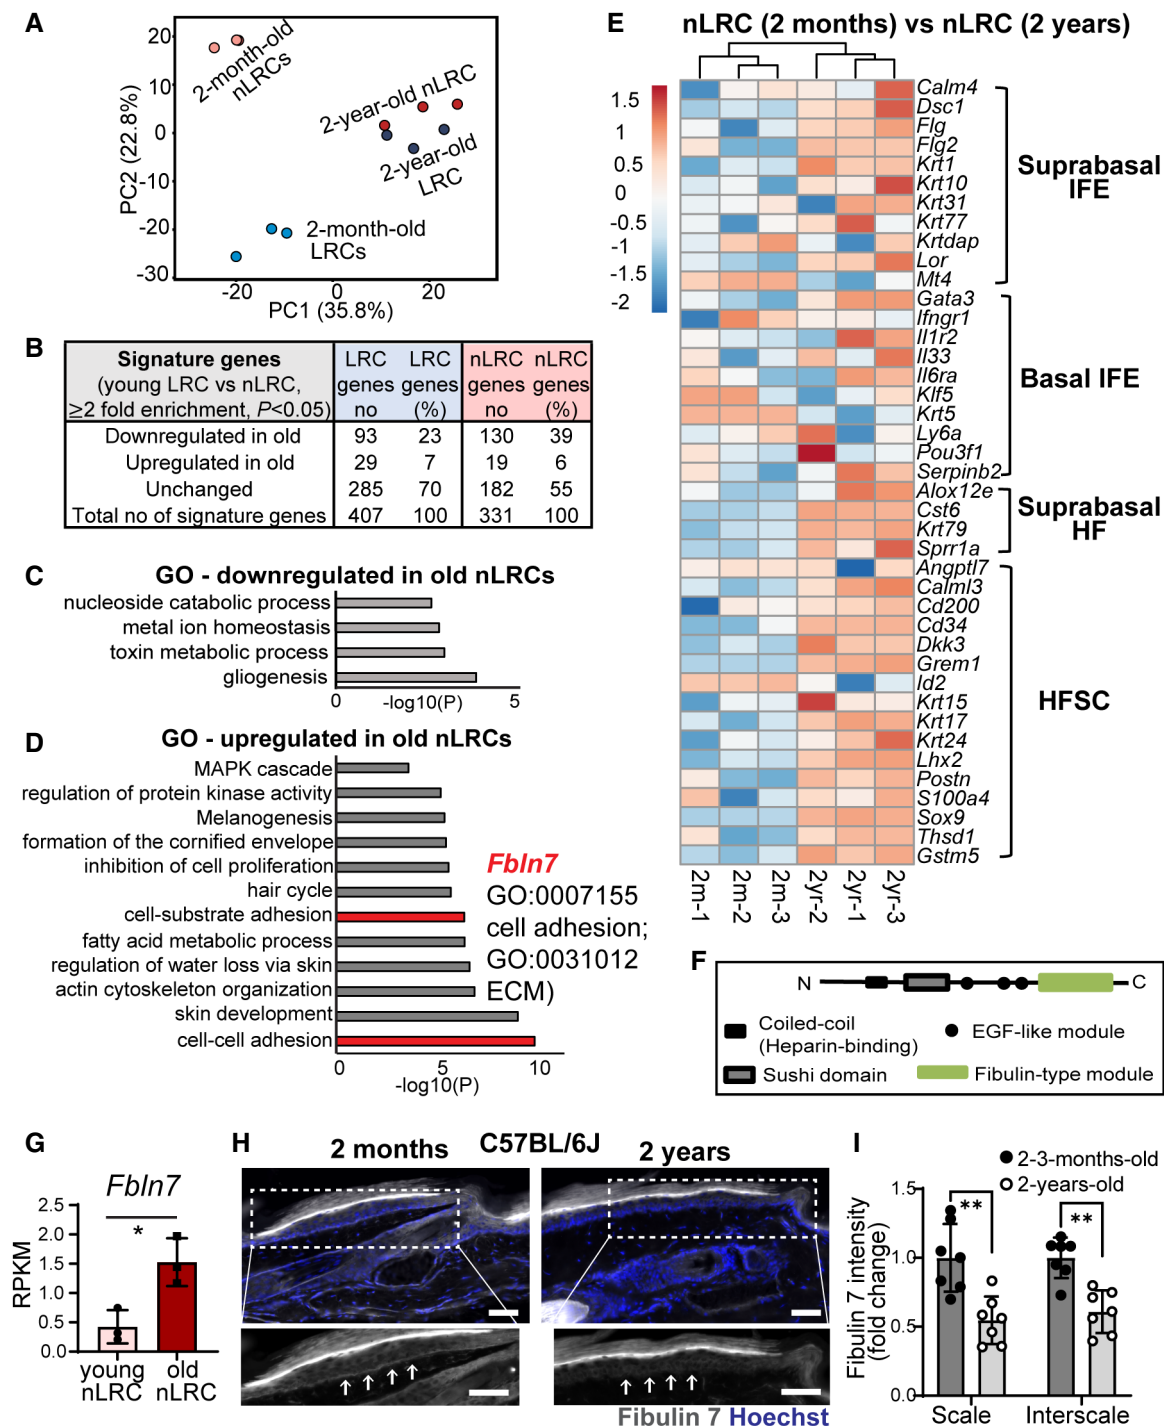 A
20
10
0
-10
-20
-30
PC2 (22.8%)
2-month-old
nLRCs
2-year-old nLRC
2-year-old
LRC
2-month-old
LRCs
-20
0
20
PC1 (35.8%)
B
Signature genes
(young LRC vs nLRC,
≥2 fold enrichment, P<0.05)
LRC genes no
LRC genes (%)
nLRC genes no
nLRC genes (%)
Downregulated in old 93 23 130 39
Upregulated in old 29 7 19 6
Unchanged 285 70 182 55
Total no of signature genes 407 100 331 100
C
GO - downregulated in old nLRCs
nucleoside catabolic process
metal ion homeostasis
toxin metabolic process
gliogenesis
0
-log10(P)
5
D
GO - upregulated in old nLRCs
MAPK cascade
regulation of protein kinase activity
Melanogenesis
formation of the cornified envelope
inhibition of cell proliferation
hair cycle
cell-substrate adhesion
fatty acid metabolic process
regulation of water loss via skin
actin cytoskeleton organization
skin development
cell-cell adhesion
0
5
10
-log10(P)
Fbln7
GO:0007155
cell adhesion;
GO:0031012
ECM)
E
nLRC (2 months) vs nLRC (2 years)
1.5
1
0.5
0
-0.5
-1
-1.5
-2
Calm4
Dsc1
Flg
Flg2
Krt1
Krt10
Krt31
Krt77
Krtdap
Lor
Mt4
Gata3
Ifngr1
Il1r2
Il33
Il6ra
Klf5
Krt5
Ly6a
Pou3f1
Serpinb2
Alox12e
Cst6
Krt79
Sprr1a
Angptl7
Calml3
Cd200
Cd34
Dkk3
Grem1
Id2
Krt15
Krt17
Krt24
Lhx2
Postn
S100a4
Sox9
Thsd1
Gstm5
Suprabasal
IFE
Basal IFE
Suprabasal
HF
HFSC
2m-1
2m-2
2m-3
2yr-2
2yr-1
2yr-3
F
N
C
Coiled-coil
(Heparin-binding)
EGF-like module
Sushi domain
Fibulin-type module
G
Fbln7
*
2.5
2.0
1.5
1.0
0.5
0.0
RPKM
young
nLRC
old
nLRC
H
C57BL/6J
2 months
2 years
Fibulin 7 Hoechst
I
2-3-months-old
2-years-old
1.5
1.0
0.5
0.0
Fibulin 7 intensity
(fold change)
**
**
Scale
Interscale